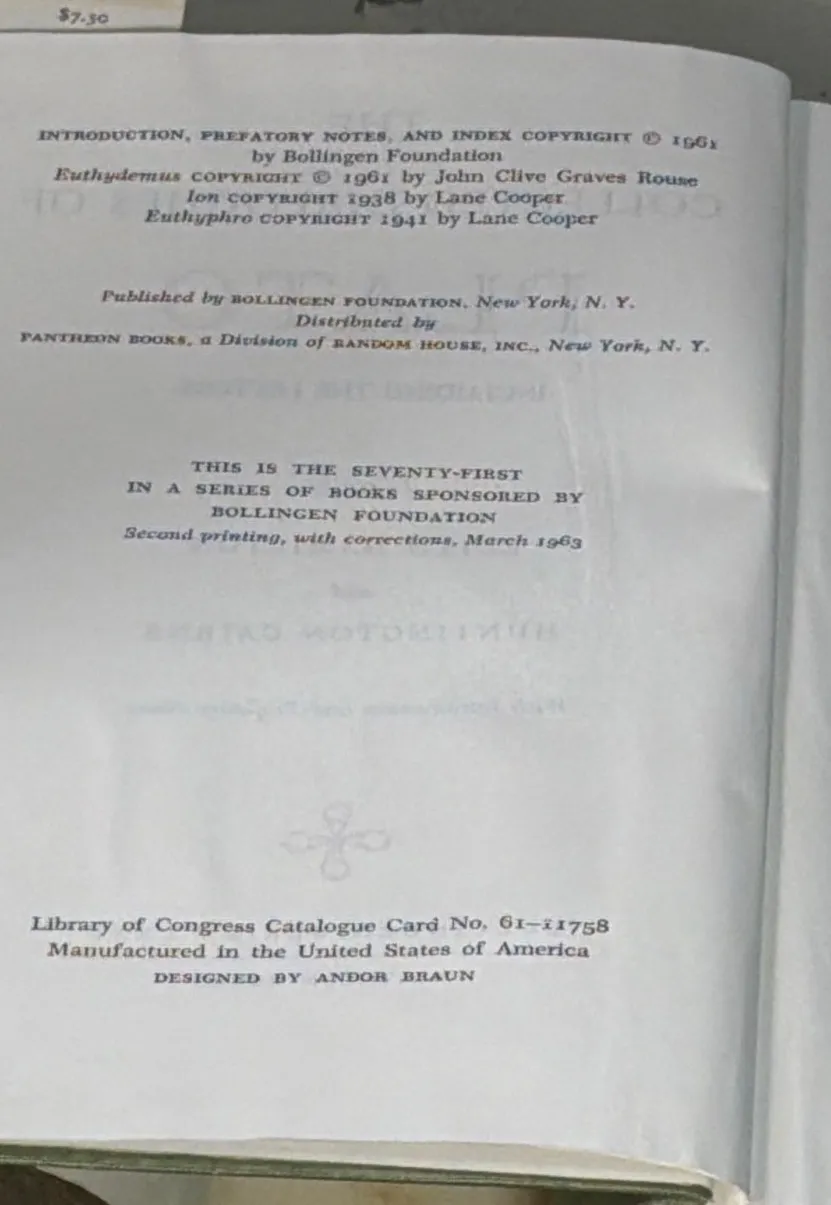 $7.50
INTRODUCTION, PREFATORY NOTES, AND INDEX COPYRIGHT © 1961
by Bollingen Foundation
Euthydemus COPYRIGHT © 1961 by John Clive Graves Rouse
Ion COPYRIGHT 1938 by Lane Cooper
Euthyphro COPYRIGHT 1941 by Lane Cooper
Published by BOLLINGEN FOUNDATION, New York, N. Y.
Distributed by
PANTHEON BOOKS, a Division of RANDOM HOUSE, INC., New York, N. Y.
THIS IS THE SEVENTY-FIRST
IN A SERIES OF BOOKS SPONSORED BY
BOLLINGEN FOUNDATION
Second printing, with corrections, March 1963
Library of Congress Catalogue Card No. 61–11758
Manufactured in the United States of America
DESIGNED BY ANDOR BRAUN